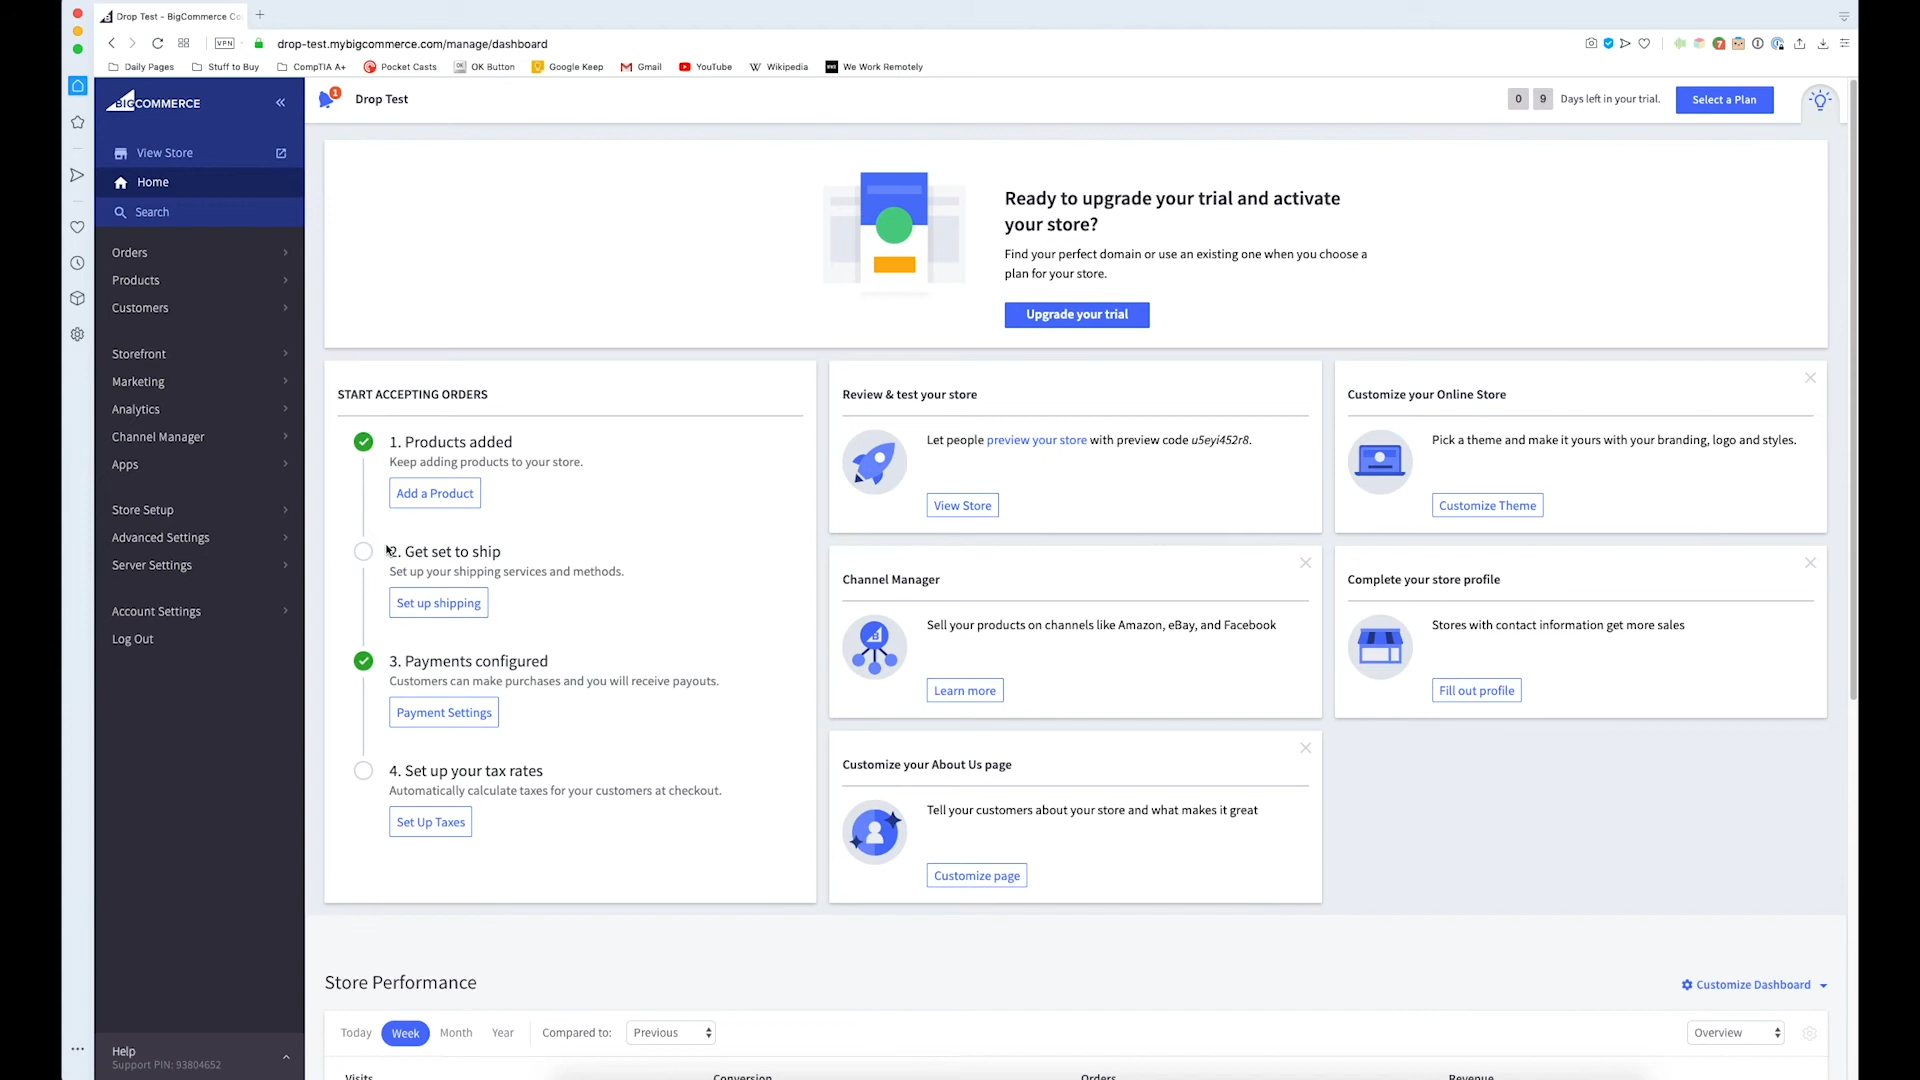 Drop Test - BigCommerce Co
VPN
drop-test.mybigcommerce.com/manage/dashboard
Daily Pages
Stuff to Buy
CompTIA A+
Pocket Casts
OK Button
Google Keep
Gmail
YouTube
Wikipedia
We Work Remotely
BIGCOMMERCE
1
Drop Test
0 9 Days left in your trial.
Select a Plan
View Store
Home
Search
Orders
Products
Customers
Storefront
Marketing
Analytics
Channel Manager
Apps
Store Setup
Advanced Settings
Server Settings
Account Settings
Log Out
Help
Support PIN: 93804652
Ready to upgrade your trial and activate
your store?
Find your perfect domain or use an existing one when you choose a
plan for your store.
Upgrade your trial
START ACCEPTING ORDERS
1. Products added
Keep adding products to your store.
Add a Product
2. Get set to ship
Set up your shipping services and methods.
Set up shipping
3. Payments configured
Customers can make purchases and you will receive payouts.
Payment Settings
4. Set up your tax rates
Automatically calculate taxes for your customers at checkout.
Set Up Taxes
Review & test your store
Let people preview your store with preview code u5eyi452r8.
View Store
Customize your Online Store
Pick a theme and make it yours with your branding, logo and styles.
Customize Theme
Channel Manager
Sell your products on channels like Amazon, eBay, and Facebook
Learn more
Complete your store profile
Stores with contact information get more sales
Fill out profile
Customize your About Us page
Tell your customers about your store and what makes it great
Customize page
Store Performance
Customize Dashboard
Today
Week
Month
Year
Compared to:
Previous
Overview
Visits
Conversion
Orders
Revenue